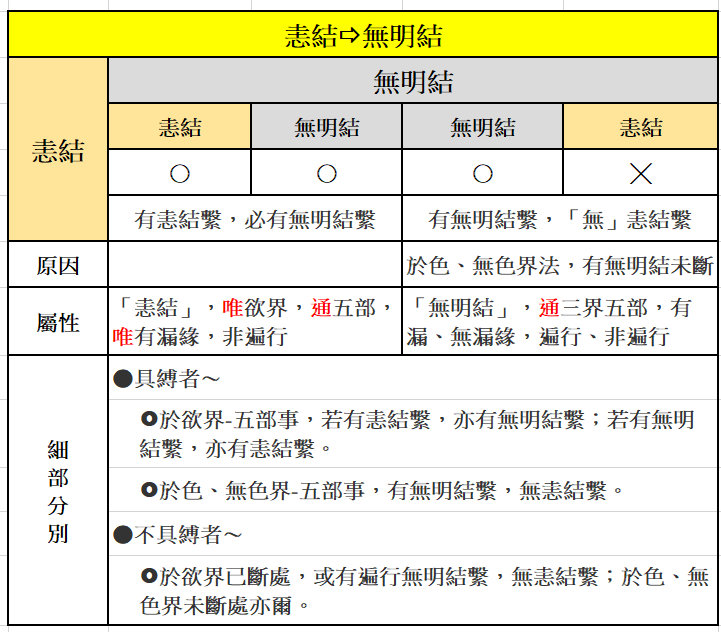 恚結⇨無明結
恚結
無明結
恚結
無明結
無明結
恚結
○
○
○
╳
有恚結繫，必有無明結繫
有無明結繫，「無」恚結繫
原因
於色、無色界法，有無明結未斷
屬性
「恚結」，唯欲界，通五部，
唯有漏緣，非遍行
「無明結」，通三界五部，有
漏、無漏緣，遍行、非遍行
細
部
分
別
●具縛者～
⭗於欲界-五部事，若有恚結繫，亦有無明結繫；若有無明
結繫，亦有恚結繫。
⭗於色、無色界-五部事，有無明結繫，無恚結繫。
●不具縛者～
⭗於欲界已斷處，或有遍行無明結繫，無恚結繫；於色、無
色界未斷處亦爾。